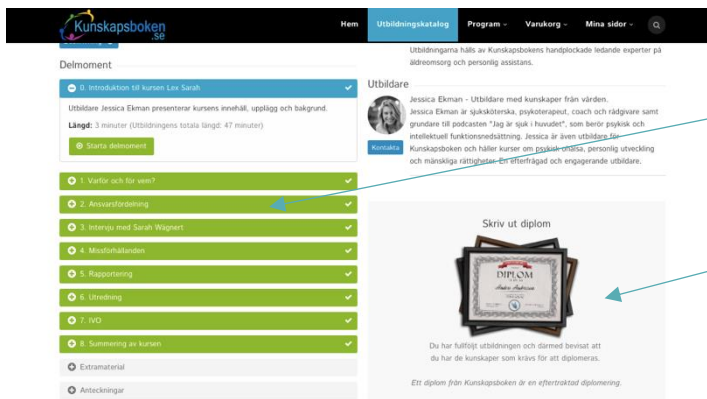 Kunskapsboken
.se
Hem
Utbildningskatalog
Program
Varukorg
Mina sidor
Delmoment
0. Introduktion till kursen Lex Sarah
Utbildare Jessica Ekman presenterar kursens innehåll, upplägg och bakgrund.
Längd: 3 minuter (Utbildningens totala längd: 47 minuter)
Starta delmoment
1. Varför och för vem?
2. Ansvarsfördelning
3. Intervju med Sarah Wägnert
4. Missförhållanden
5. Rapportering
6. Utredning
7. IVO
8. Summering av kursen
Extramaterial
Anteckningar
Utbildningarna hålls av Kunskapsbokens handplockade ledande experter på
äldreomsorg och personlig assistans.
Utbildare
Jessica Ekman - Utbildare med kunskaper från vården.
Jessica Ekman är sjuksköterska, psykoterapeut, coach och rådgivare samt
grundare till podcasten "Jag är sjuk i huvudet", som berör psykisk och
intellektuell funktionsnedsättning. Jessica är även utbildare för
Kunskapsboken och håller kurser om psykisk ohälsa, personlig utveckling
och mänskliga rättigheter. En efterfrågad och engagerande utbildare.
Kontakta
Skriv ut diplom
DIPLOM
Du har fullföljt utbildningen och därmed bevisat att
du har de kunskaper som krävs för att diplomeras.
Ett diplom från Kunskapsboken är en eftertraktad diplomering.